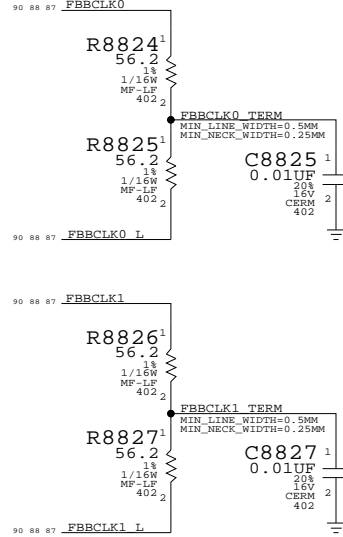 90 88 87 FBBCLK0
R8824 1
56.2
1%
1/16W
MF-LF
402 2
FBBCLK0_TERM
MIN_LINE_WIDTH=0.5MM
MIN_NECK_WIDTH=0.25MM
R8825 1
56.2
1%
1/16W
MF-LF
402 2
C8825 1
0.01UF
20%
16V 2
CERM
402
90 88 87 FBBCLK0_L
90 88 87 FBBCLK1
R8826 1
56.2
1%
1/16W
MF-LF
402 2
FBBCLK1_TERM
MIN_LINE_WIDTH=0.5MM
MIN_NECK_WIDTH=0.25MM
R8827 1
56.2
1%
1/16W
MF-LF
402 2
C8827 1
0.01UF
20%
16V 2
CERM
402
90 88 87 FBBCLK1_L